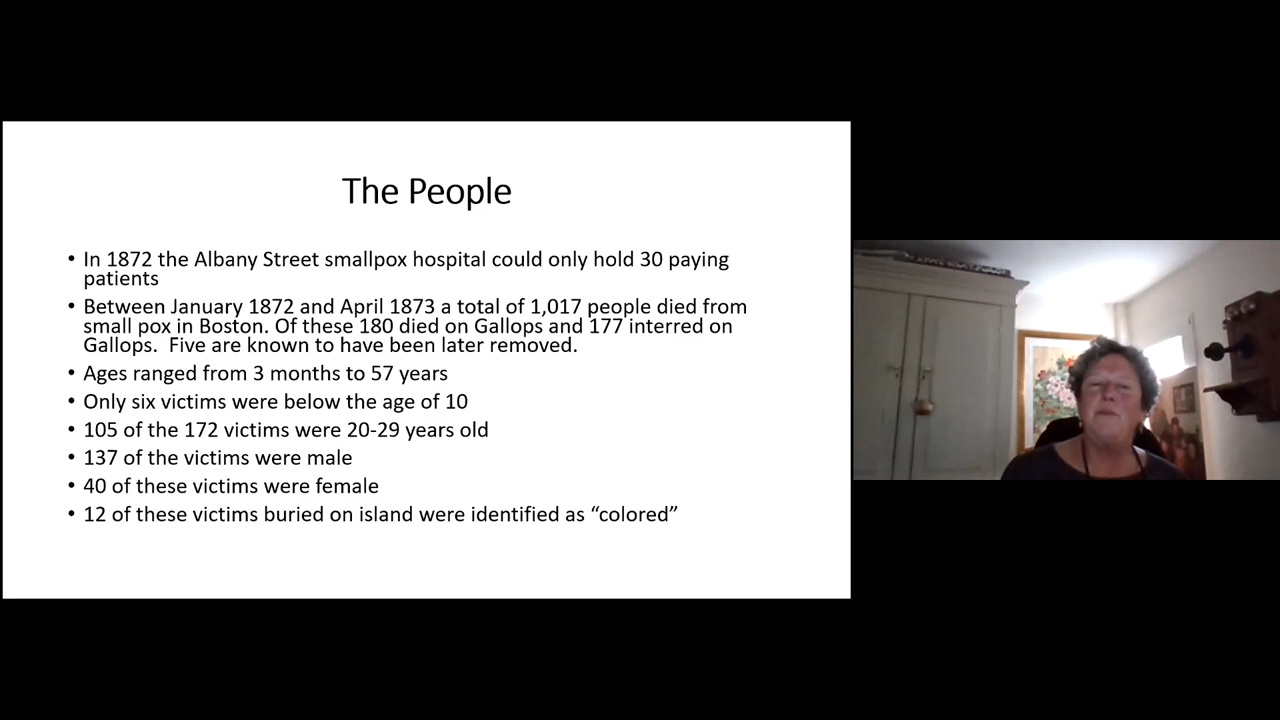 The People
• In 1872 the Albany Street smallpox hospital could only hold 30 paying
patients
• Between January 1872 and April 1873 a total of 1,017 people died from
small pox in Boston. Of these 180 died on Gallops and 177 interred on
Gallops.  Five are known to have been later removed.
• Ages ranged from 3 months to 57 years
• Only six victims were below the age of 10
• 105 of the 172 victims were 20-29 years old
• 137 of the victims were male
• 40 of these victims were female
• 12 of these victims buried on island were identified as “colored”